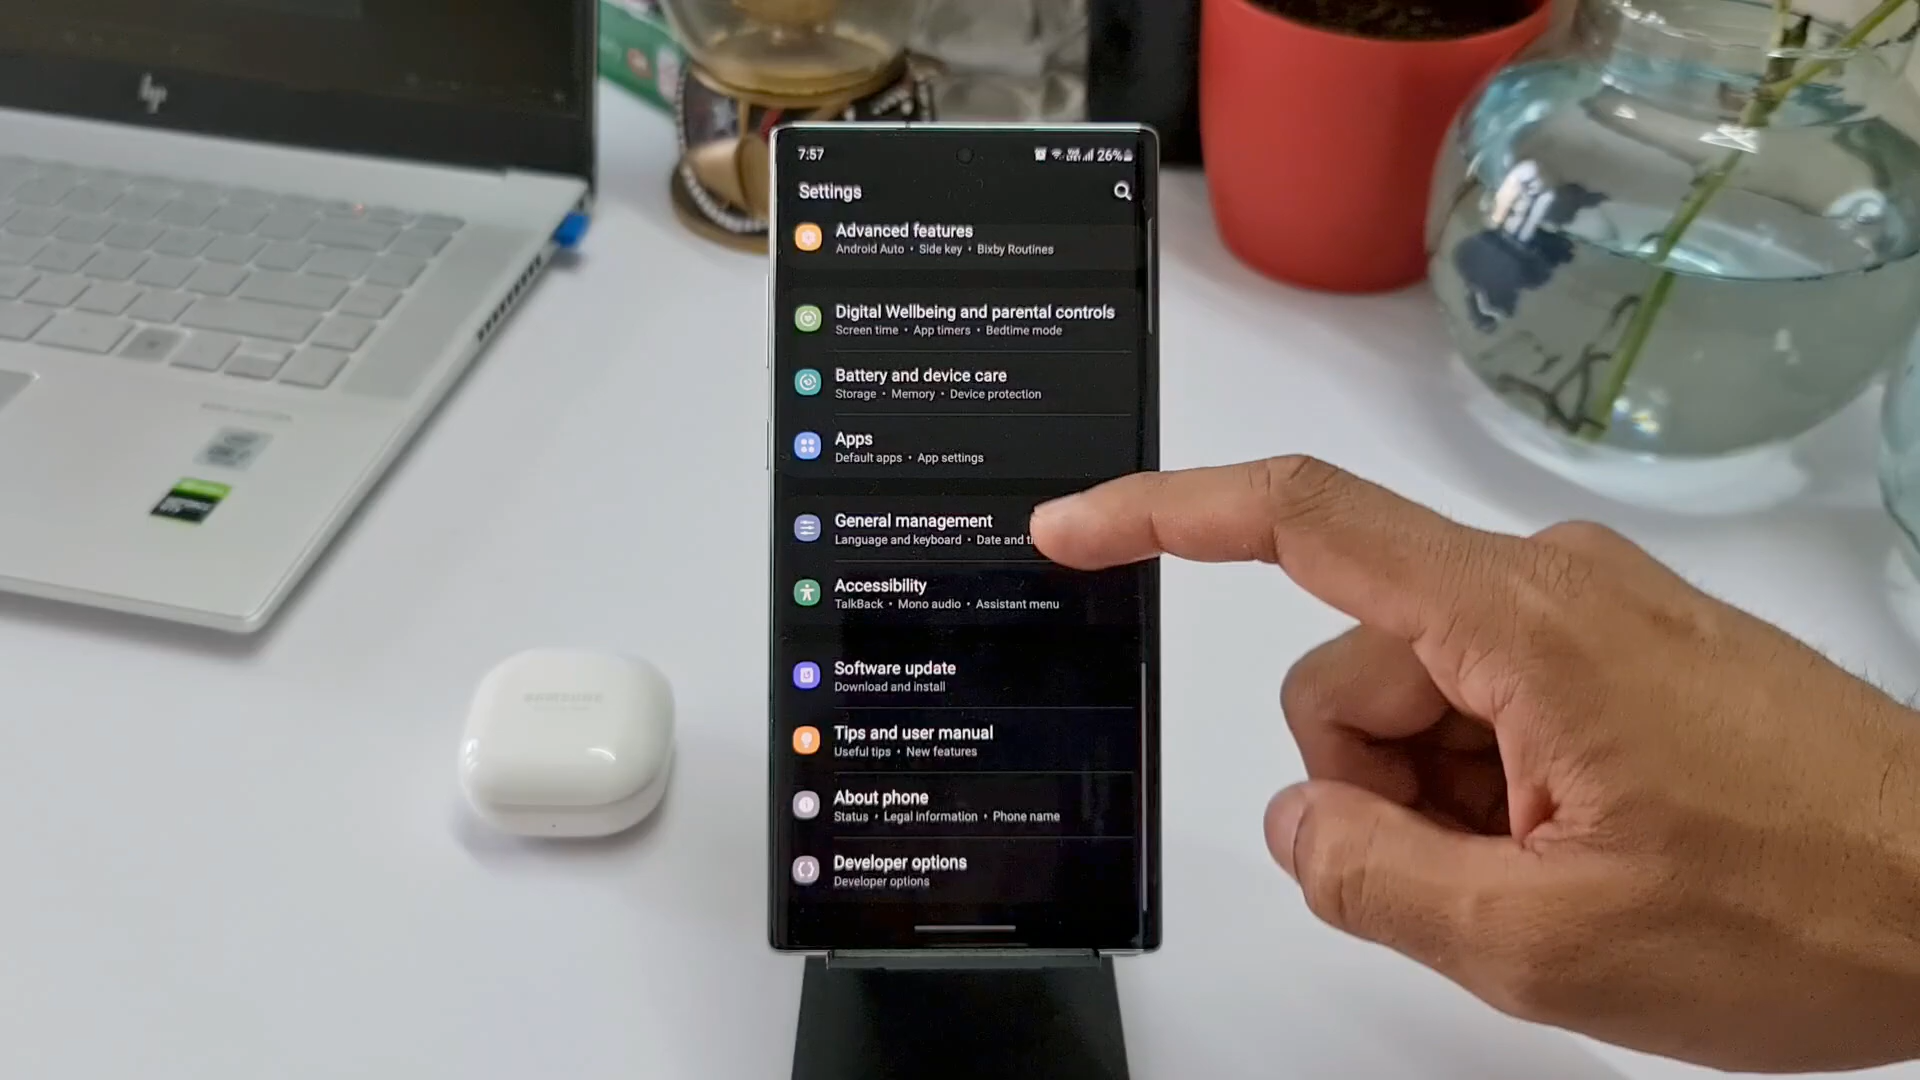 hp
7:57
26%
Settings
Advanced features
Android Auto • Side key • Bixby Routines
Digital Wellbeing and parental controls
Screen time • App timers • Bedtime mode
Battery and device care
Storage • Memory • Device protection
Apps
Default apps • App settings
General management
Language and keyboard • Date and
Accessibility
TalkBack • Mono audio • Assistant menu
Software update
Download and install
Tips and user manual
Useful tips • New features
About phone
Status • Legal information • Phone name
Developer options
Developer options
SAMSUNG